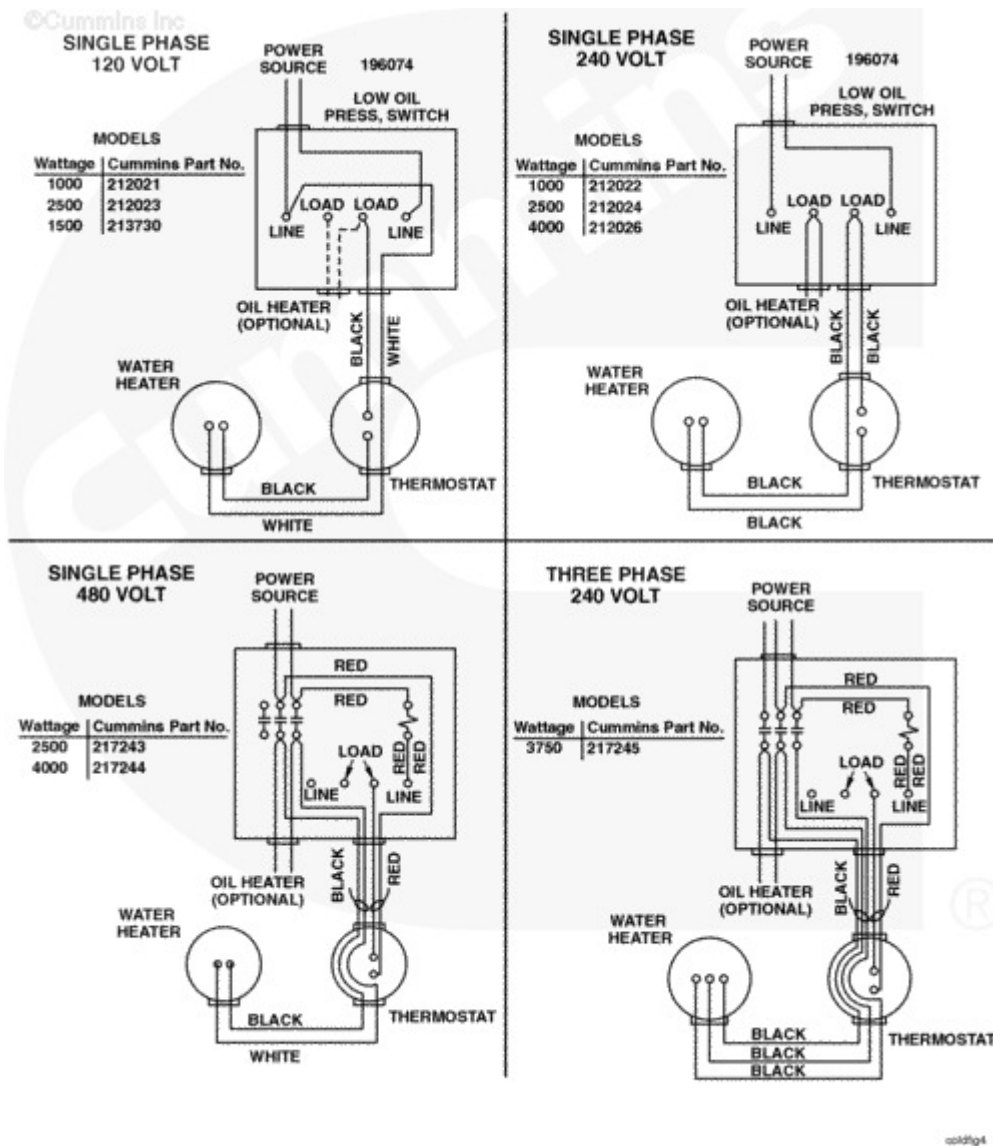 ©Cummins Inc
SINGLE PHASE
120 VOLT
POWER
SOURCE
196074
LOW OIL
PRESS, SWITCH
MODELS
Wattage Cummins Part No.
1000 212021
2500 212023
1500 213730
LOAD LOAD
LINE LINE
OIL HEATER
(OPTIONAL)
BLACK
WHITE
WATER
HEATER
THERMOSTAT
BLACK
WHITE
SINGLE PHASE
240 VOLT
POWER
SOURCE
196074
LOW OIL
PRESS, SWITCH
MODELS
Wattage Cummins Part No.
1000 212022
2500 212024
4000 212026
LOAD LOAD
LINE LINE
OIL HEATER
(OPTIONAL)
BLACK
BLACK
WATER
HEATER
THERMOSTAT
BLACK
BLACK
SINGLE PHASE
480 VOLT
POWER
SOURCE
RED
RED
MODELS
Wattage Cummins Part No.
2500 217243
4000 217244
LOAD
RED
RED
LINE LINE
OIL HEATER
(OPTIONAL)
BLACK
RED
WATER
HEATER
THERMOSTAT
BLACK
WHITE
THREE PHASE
240 VOLT
POWER
SOURCE
RED
RED
MODELS
Wattage Cummins Part No.
3750 217245
LOAD
RED
RED
LINE LINE
OIL HEATER
(OPTIONAL)
BLACK
RED
WATER
HEATER
THERMOSTAT
BLACK
BLACK
BLACK
Cummins
®